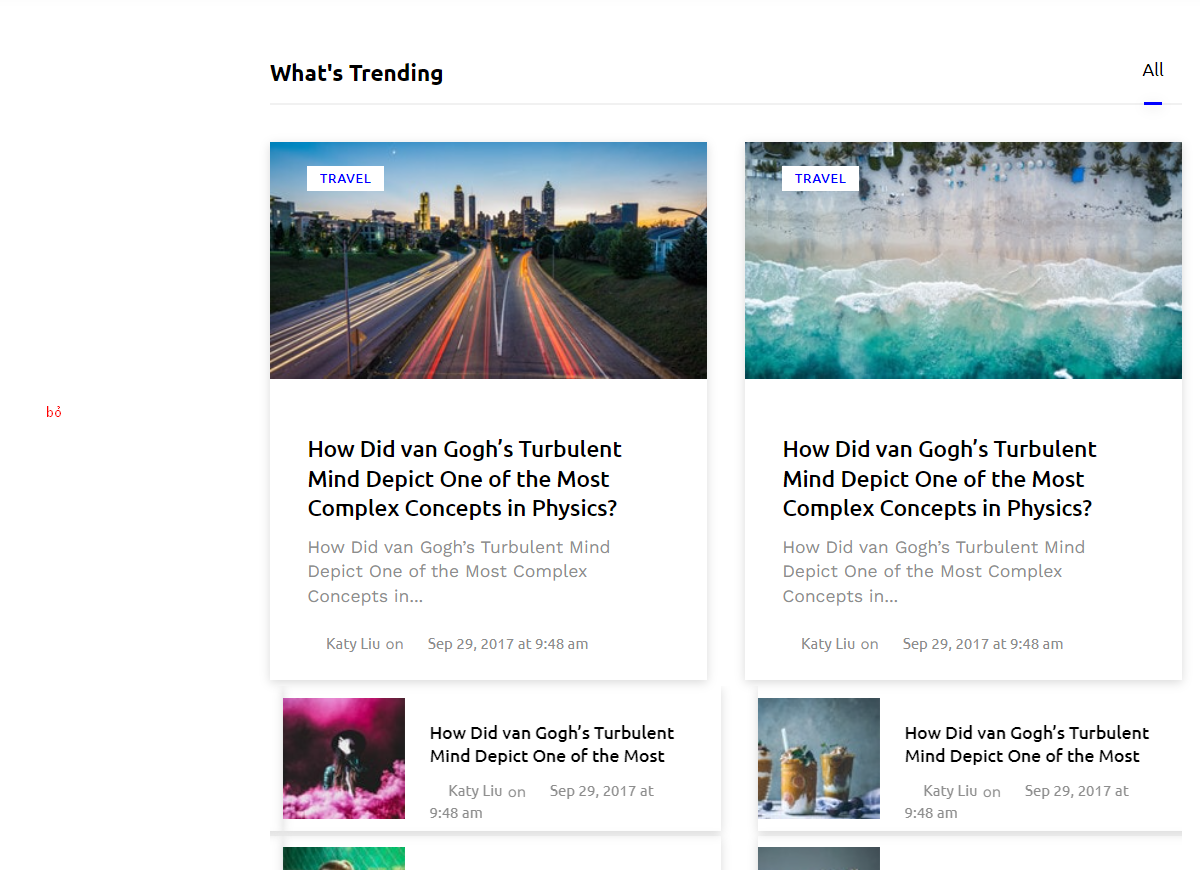 What's Trending
All
TRAVEL
TRAVEL
bỏ
How Did van Gogh’s Turbulent
Mind Depict One of the Most
Complex Concepts in Physics?
How Did van Gogh’s Turbulent Mind
Depict One of the Most Complex
Concepts in...
Katy Liu on Sep 29, 2017 at 9:48 am
How Did van Gogh’s Turbulent
Mind Depict One of the Most
Complex Concepts in Physics?
How Did van Gogh’s Turbulent Mind
Depict One of the Most Complex
Concepts in...
Katy Liu on Sep 29, 2017 at 9:48 am
How Did van Gogh’s Turbulent
Mind Depict One of the Most
Katy Liu on Sep 29, 2017 at
9:48 am
How Did van Gogh’s Turbulent
Mind Depict One of the Most
Katy Liu on Sep 29, 2017 at
9:48 am